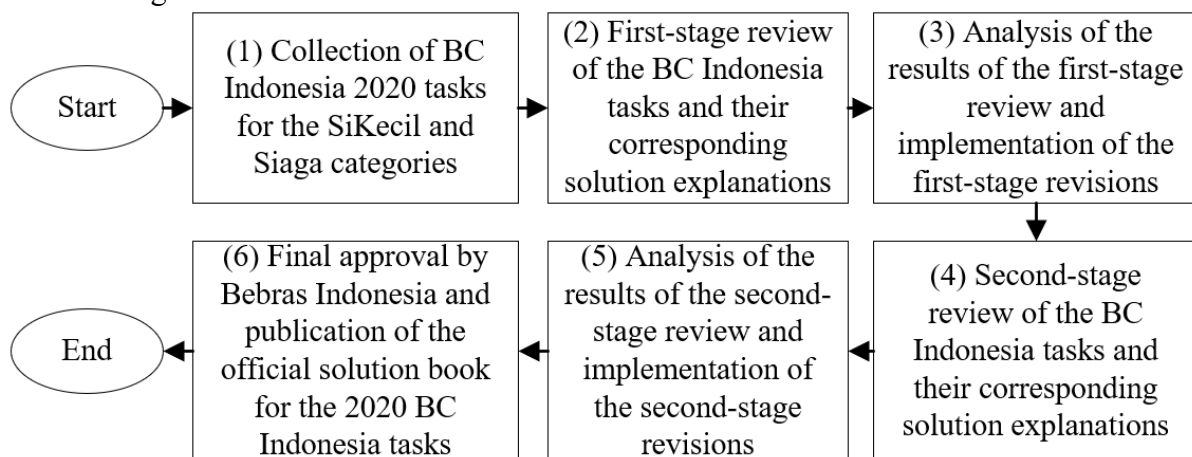 Start
(1) Collection of BC
Indonesia 2020 tasks
for the SiKecil and
Siaga categories
(2) First-stage review
of the BC Indonesia
tasks and their
corresponding
solution explanations
(3) Analysis of the
results of the first-stage
review and
implementation of the
first-stage revisions
(4) Second-stage
review of the BC
Indonesia tasks and
their corresponding
solution explanations
(5) Analysis of the
results of the second-
stage review and
implementation of
the second-stage
revisions
(6) Final approval by
Bebras Indonesia and
publication of the
official solution book
for the 2020 BC
Indonesia tasks
End